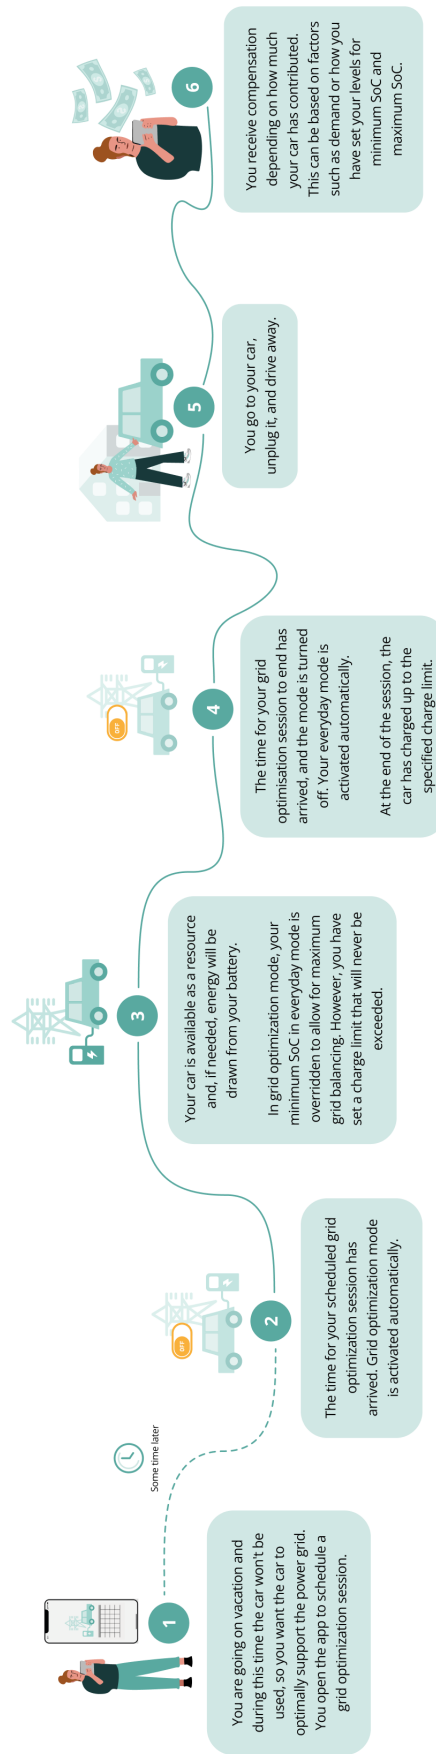 1
You are going on vacation and
during this time the car won't be
used, so you want the car to
optimally support the power grid.
You open the app to schedule a
grid optimization session.
Some time later
OFF
2
The time for your scheduled grid
optimization session has
arrived. Grid optimization mode
is activated automatically.
3
Your car is available as a resource
and, if needed, energy will be
drawn from your battery.
In grid optimization mode, your
minimum SoC in everyday mode is
overridden to allow for maximum
grid balancing. However, you have
set a charge limit that will never be
exceeded.
OFF
4
The time for your grid
optimisation session to end has
arrived, and the mode is turned
off. Your everyday mode is
activated automatically.
At the end of the session, the
car has charged up to the
specified charge limit.
5
You go to your car,
unplug it, and drive away.
6
You receive compensation
depending on how much
your car has contributed.
This can be based on factors
such as demand or how you
have set your levels for
minimum SoC and
maximum SoC.